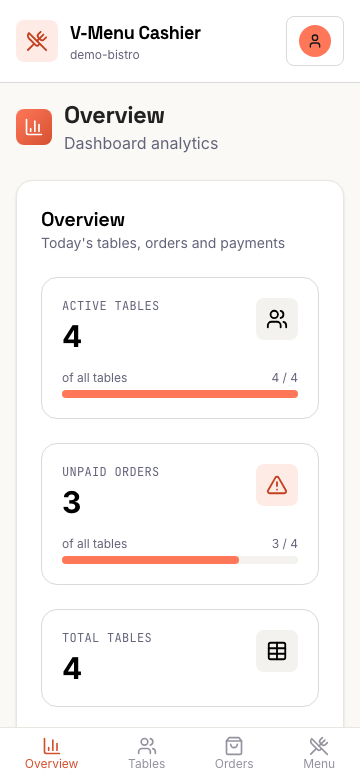 V-Menu Cashier
demo-bistro
Overview
Dashboard analytics
Overview
Today's tables, orders and payments
ACTIVE TABLES
4
of all tables 4 / 4
UNPAID ORDERS
3
of all tables 3 / 4
TOTAL TABLES
4
Overview Tables Orders Menu